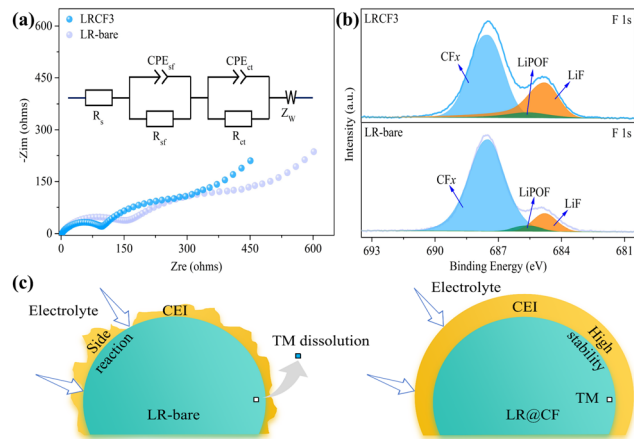 (a)
LRCF3
LR-bare
CPEsf
CPEct
Rs
Rsf
Rct
ZW
-Zim (ohms)
600
450
300
150
0
0 150 300 450 600
Zre (ohms)
(b)
LRCF3
F 1s
CFx
LiPOF
LiF
LR-bare
F 1s
CFx
LiPOF
LiF
Intensity (a.u.)
693 690 687 684 681
Binding Energy (eV)
(c)
Electrolyte
CEI
Side
reaction
TM dissolution
LR-bare
Electrolyte
CEI
High
stability
TM
LR@CF